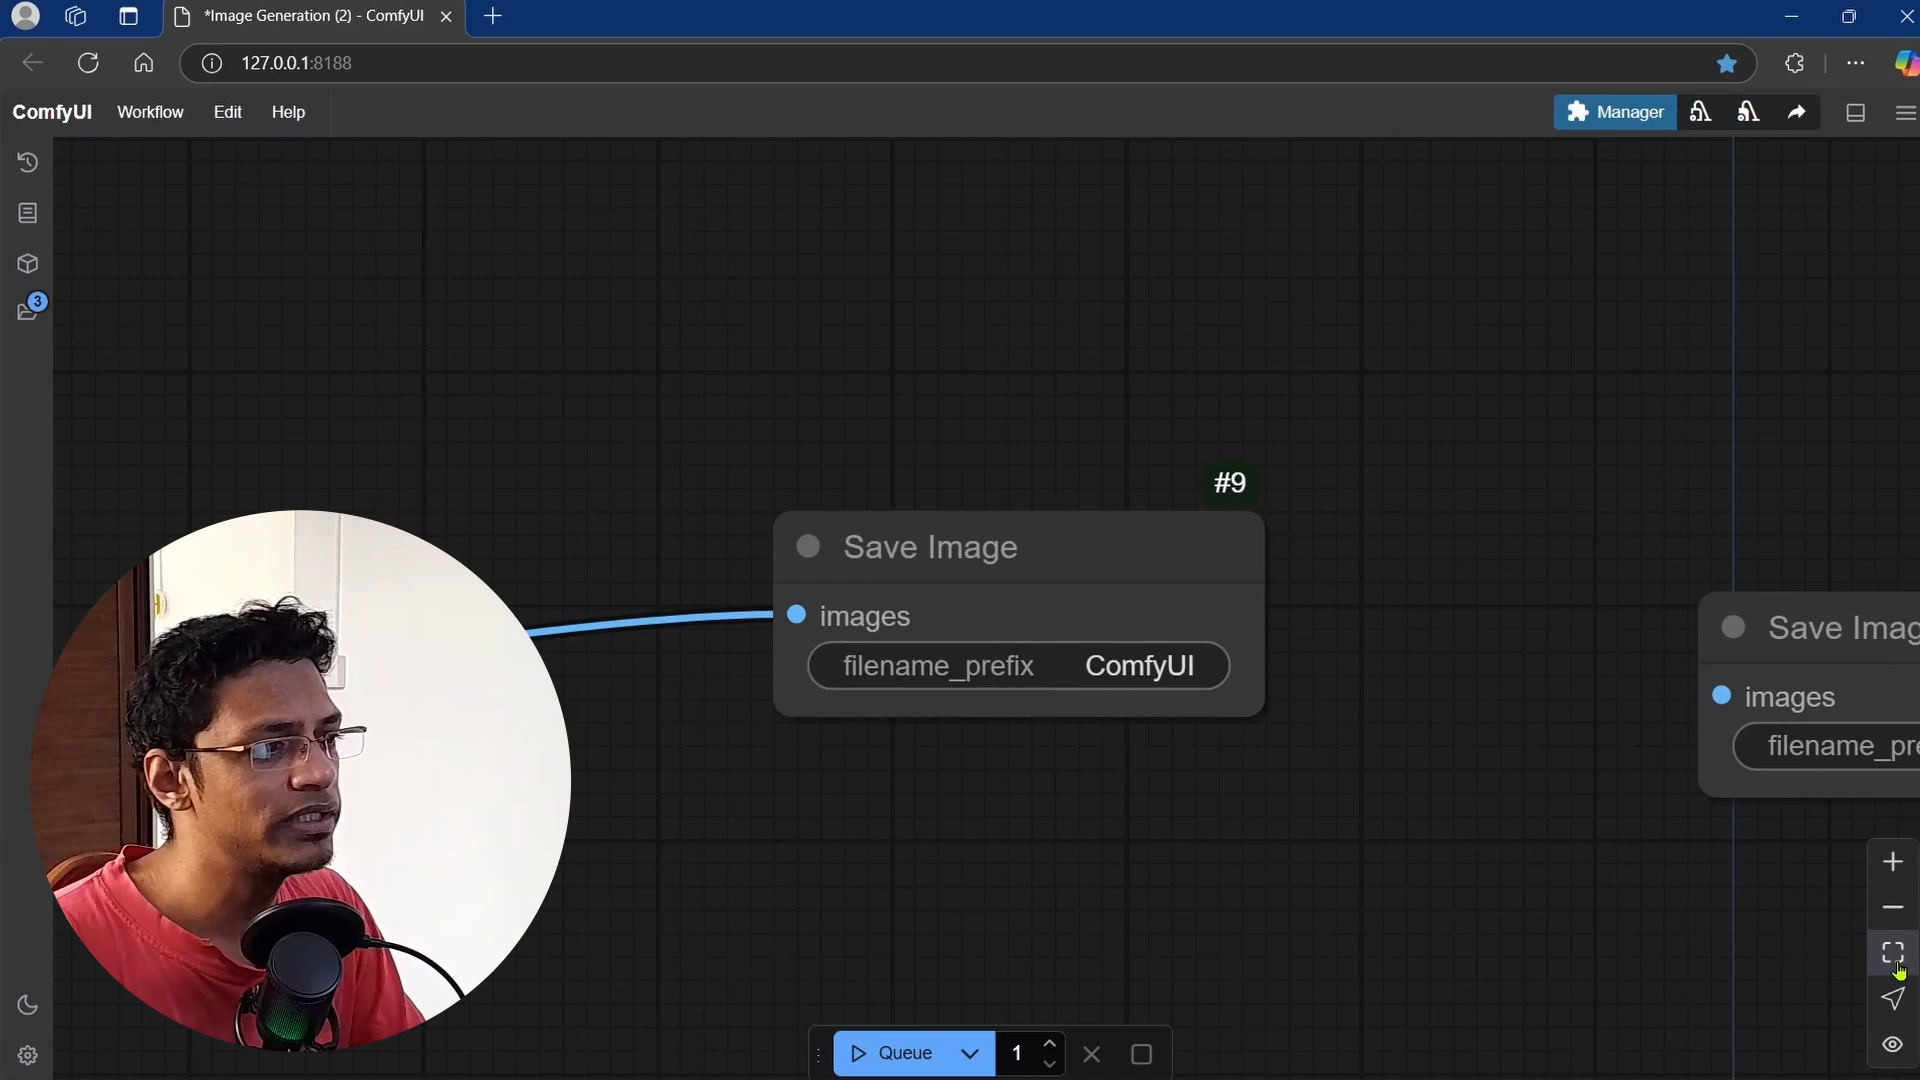 *Image Generation (2) - ComfyUI
127.0.0.1:8188
ComfyUI Workflow Edit Help
Manager
3
#9
Save Image
images
filename_prefix ComfyUI
Save Imag
images
filename_pre
Queue 1